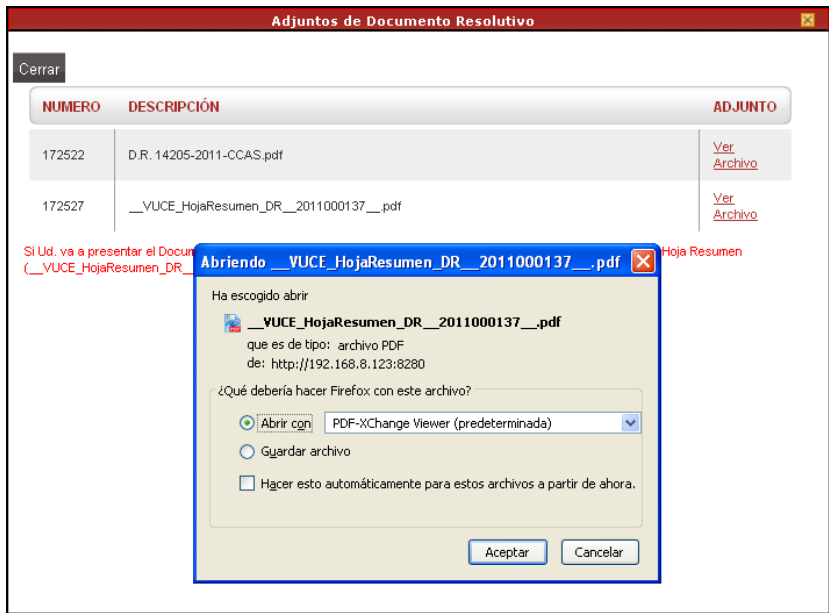 Adjuntos de Documento Resolutivo
Cerrar
NUMERO DESCRIPCIÓN ADJUNTO
172522 D.R. 14205-2011-CCAS.pdf Ver
Archivo
172527 __VUCE_HojaResumen_DR__2011000137__.pdf Ver
Archivo
Si Ud. va a presentar el Hoja Resumen
(__VUCE_HojaResumen_DR__
Abriendo __VUCE_HojaResumen_DR__2011000137__.pdf
Ha escogido abrir
__VUCE_HojaResumen_DR__2011000137__.pdf
que es de tipo: archivo PDF
de: http://192.168.8.123:8280
¿Qué debería hacer Firefox con este archivo?
Abrir con PDF-XChange Viewer (predeterminada)
Guardar archivo
Hacer esto automáticamente para estos archivos a partir de ahora.
Aceptar Cancelar